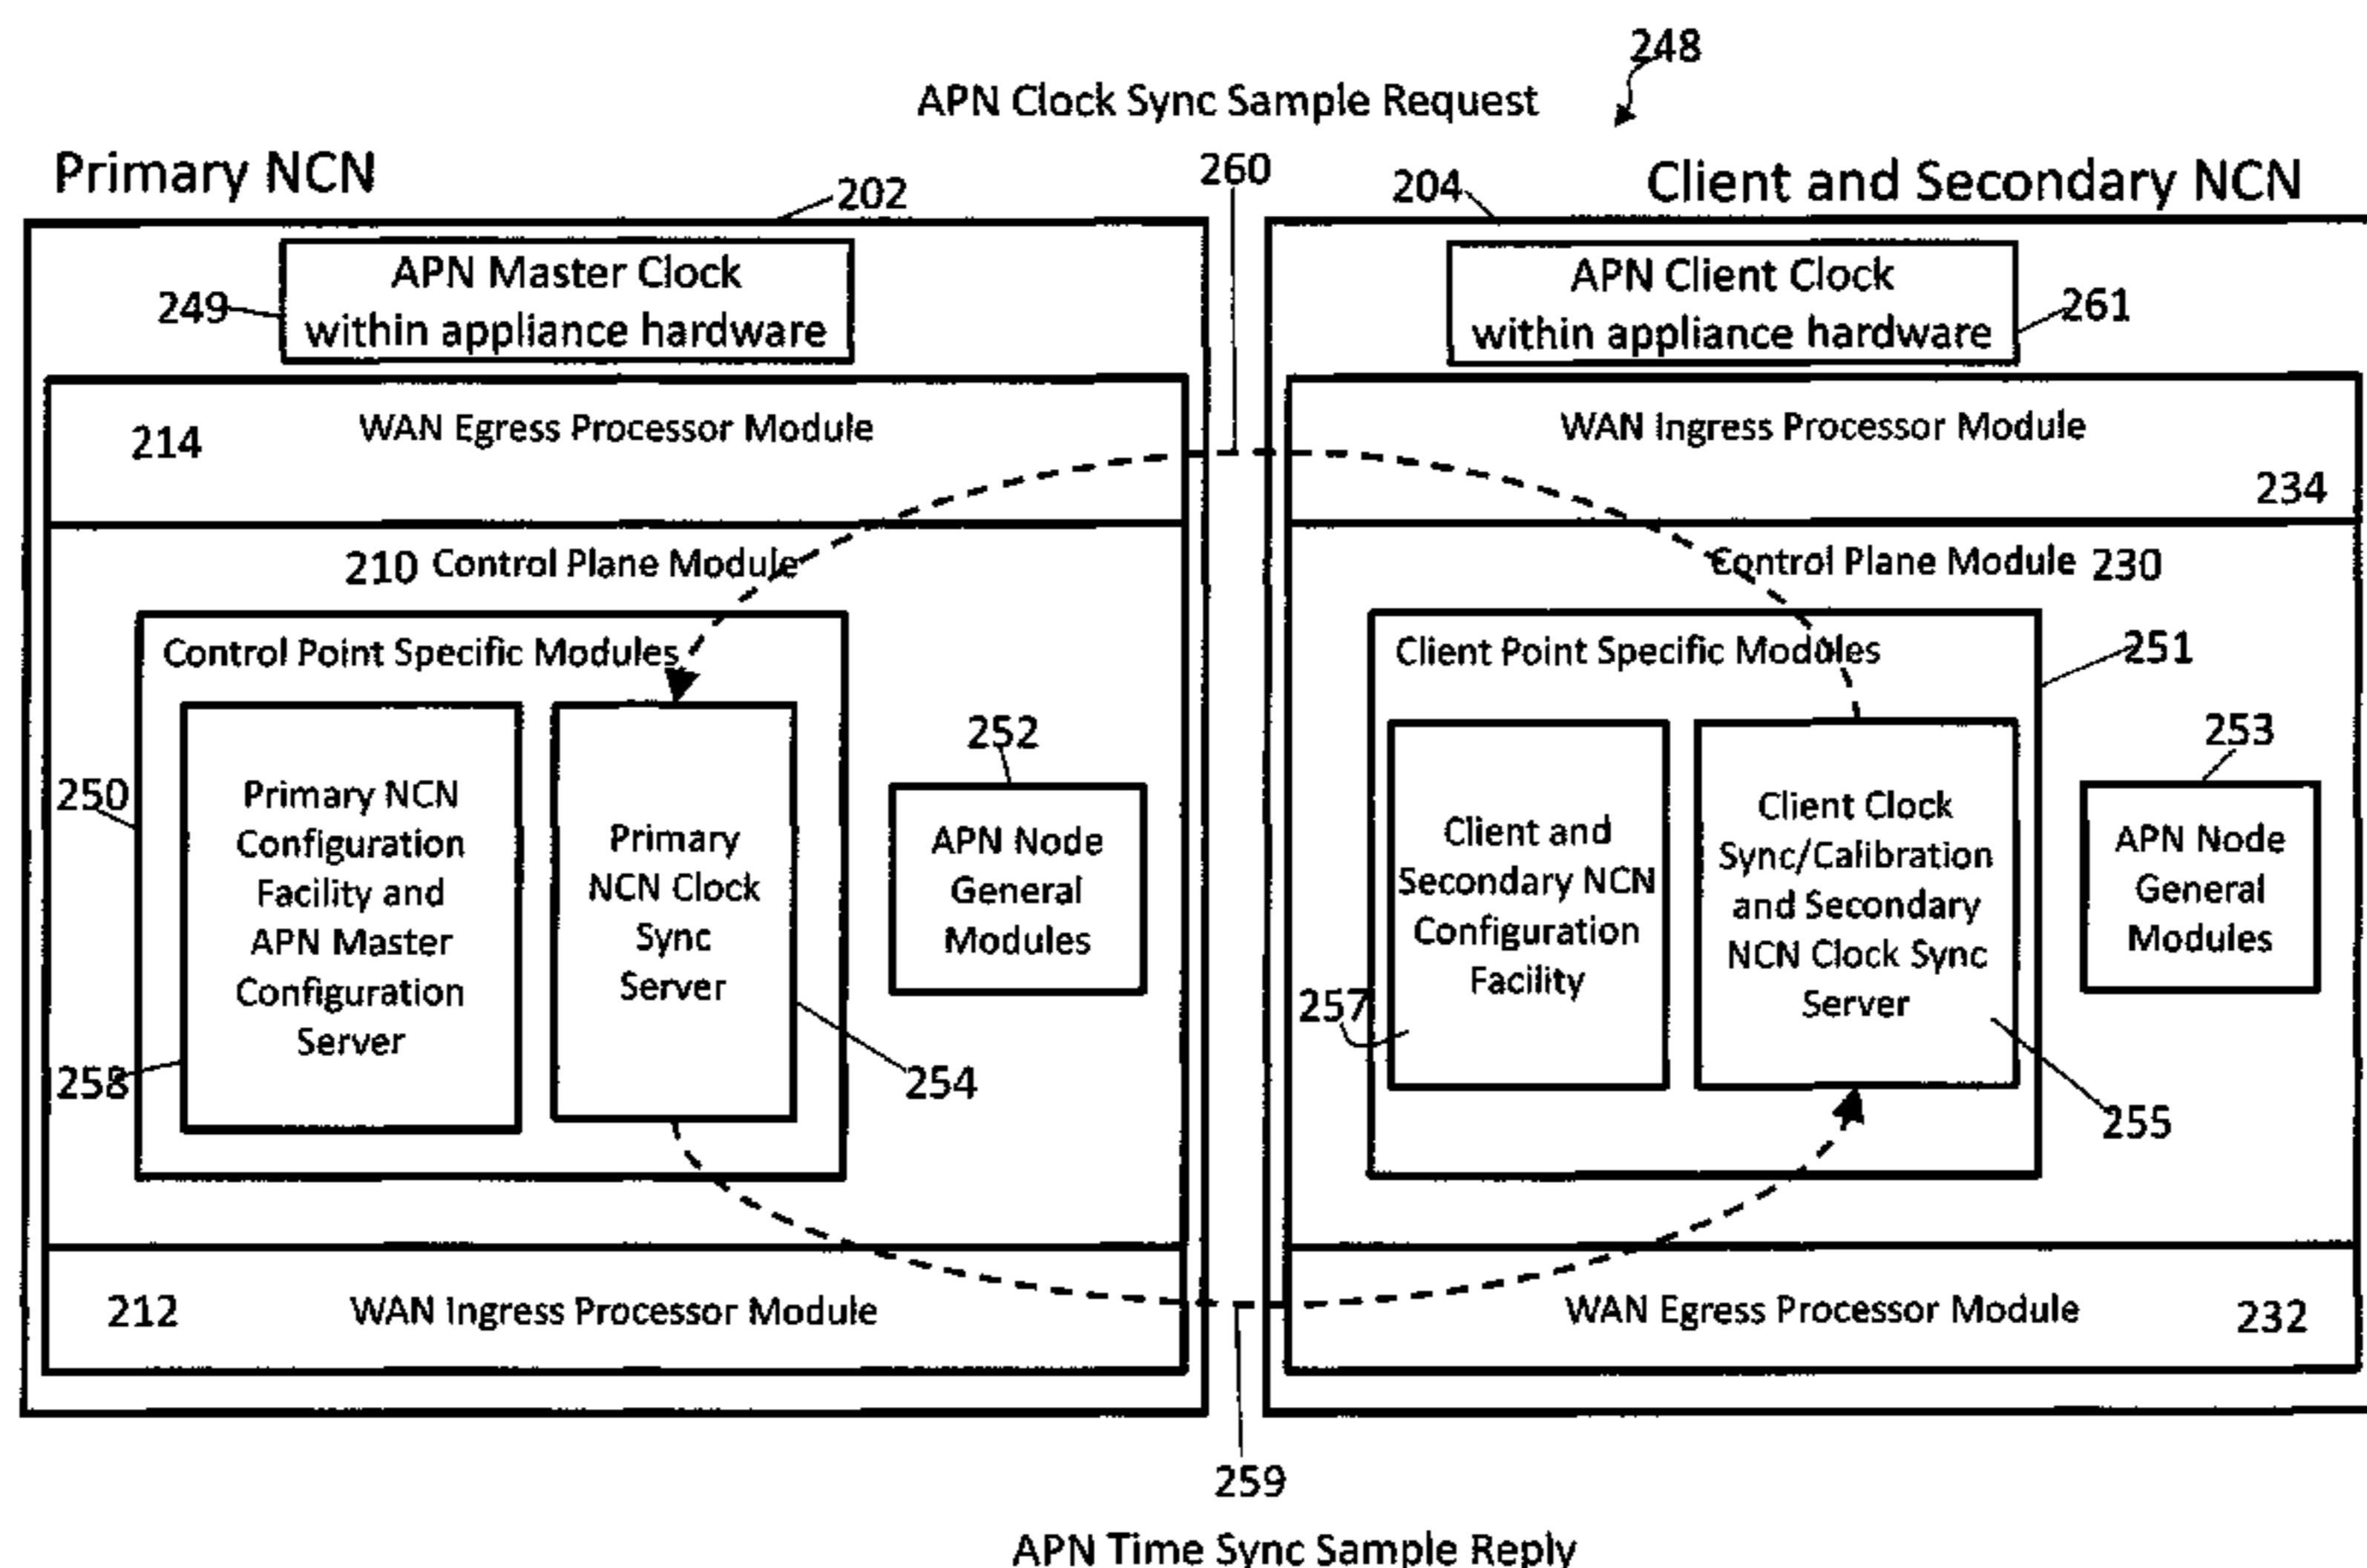 248
APN Clock Sync Sample Request
Primary NCN
202
260
204
Client and Secondary NCN
249
APN Master Clock
within appliance hardware
APN Client Clock
within appliance hardware
261
214
WAN Egress Processor Module
WAN Ingress Processor Module
234
210 Control Plane Module
Control Plane Module 230
Control Point Specific Modules
Client Point Specific Modules
251
250
Primary NCN
Configuration
Facility and
APN Master
Configuration
Server
258
Primary
NCN Clock
Sync
Server
254
252
APN Node
General
Modules
Client and
Secondary NCN
Configuration
Facility
257
Client Clock
Sync/Calibration
and Secondary
NCN Clock Sync
Server
255
253
APN Node
General
Modules
212
WAN Ingress Processor Module
WAN Egress Processor Module
232
259
APN Time Sync Sample Reply